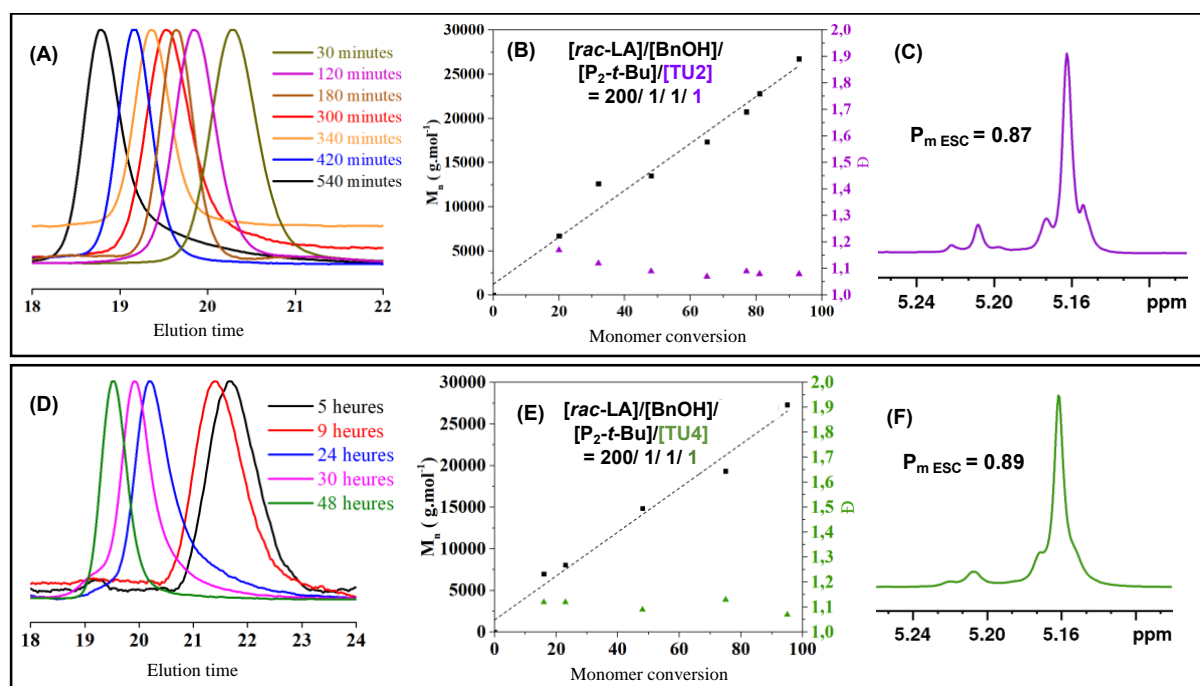 (A)
30 minutes
120 minutes
180 minutes
300 minutes
340 minutes
420 minutes
540 minutes
18 19 20 21 22
Elution time
(B)
[rac-LA]/[BnOH]/
[P2-t-Bu]/[TU2]
= 200/ 1/ 1/ 1
30000
25000
20000
15000
10000
5000
0
Mn ( g.mol-1)
2,0
1,9
1,8
1,7
1,6
1,5
1,4
1,3
1,2
1,1
1,0
Đ
0 20 40 60 80 100
Monomer conversion
(C)
Pm ESC = 0.87
5.24 5.20 5.16 ppm
(D)
5 heures
9 heures
24 heures
30 heures
48 heures
18 19 20 21 22 23 24
Elution time
(E)
[rac-LA]/[BnOH]/
[P2-t-Bu]/[TU4]
= 200/ 1/ 1/ 1
30000
25000
20000
15000
10000
5000
0
Mn ( g.mol-1)
2,0
1,9
1,8
1,7
1,6
1,5
1,4
1,3
1,2
1,1
1,0
Đ
0 20 40 60 80 100
Monomer conversion
(F)
Pm ESC = 0.89
5.24 5.20 5.16 ppm